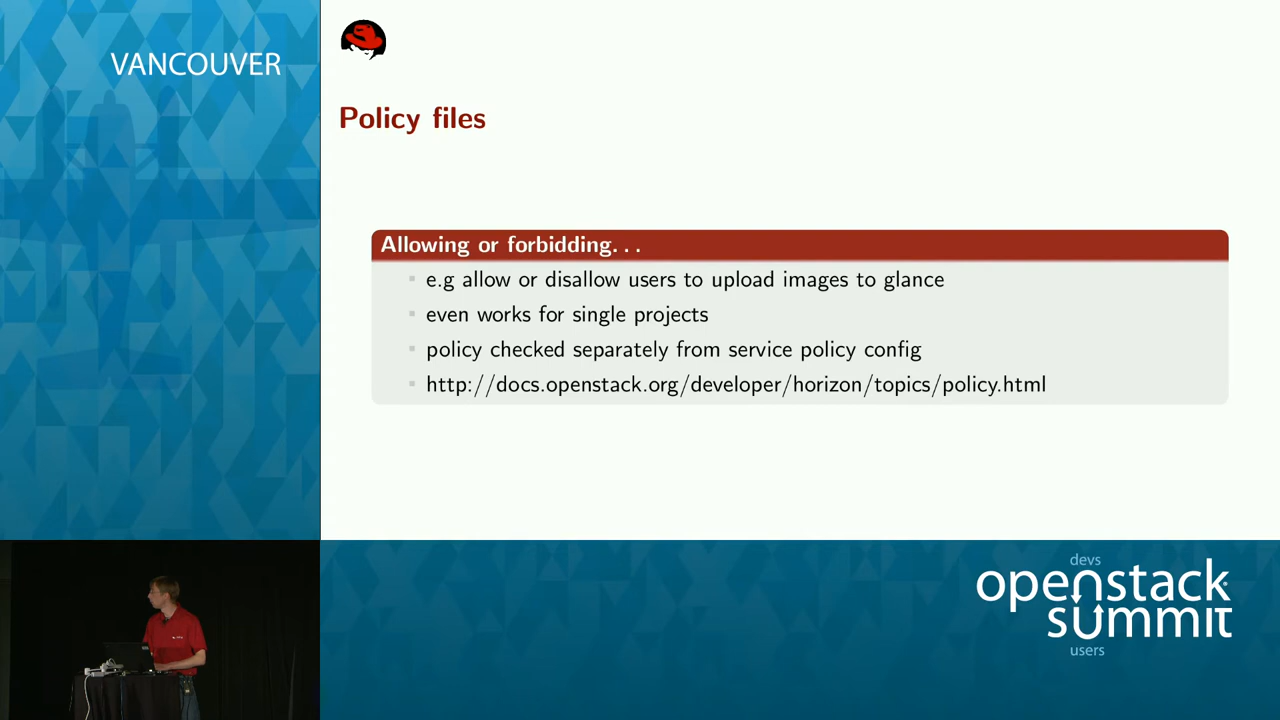 VANCOUVER
Policy files
Allowing or forbidding. . .
e.g allow or disallow users to upload images to glance
even works for single projects
policy checked separately from service policy config
http://docs.openstack.org/developer/horizon/topics/policy.html
devs
openstack
summit
users